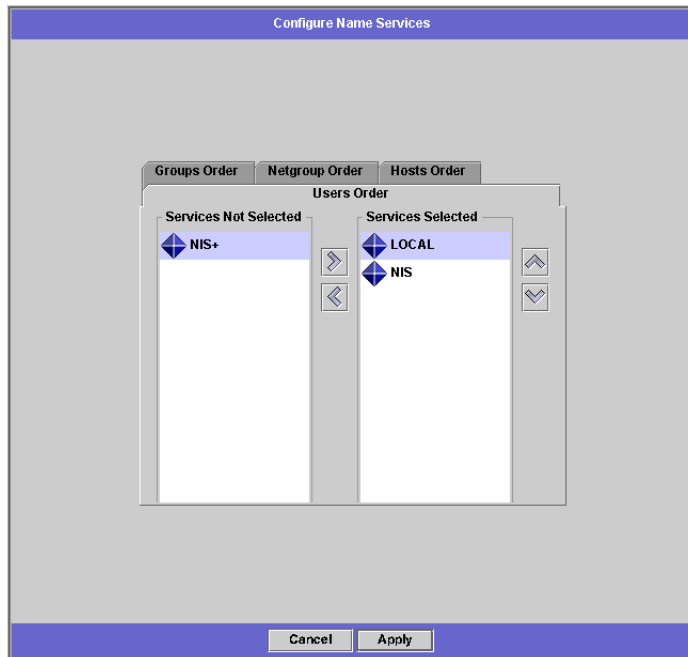 Configure Name Services
Groups Order Netgroup Order Hosts Order
Users Order
Services Not Selected Services Selected
NIS+ LOCAL
NIS
Cancel Apply